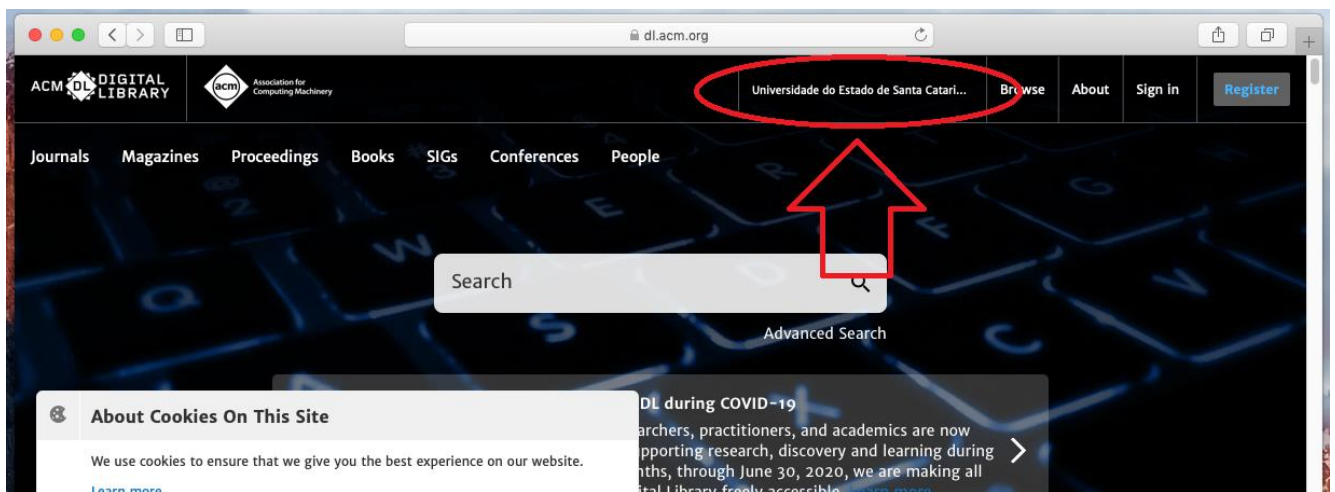 dl.acm.org
ACM DL DIGITAL LIBRARY
acm Association for Computing Machinery
Universidade do Estado de Santa Catari...
Browse
About
Sign in
Register
Journals
Magazines
Proceedings
Books
SIGs
Conferences
People
Search
Advanced Search
About Cookies On This Site
We use cookies to ensure that we give you the best experience on our website.
Learn more
DL during COVID-19
archers, practitioners, and academics are now
pporting research, discovery and learning during
nths, through June 30, 2020, we are making all
ital Library freely accessible. Learn more